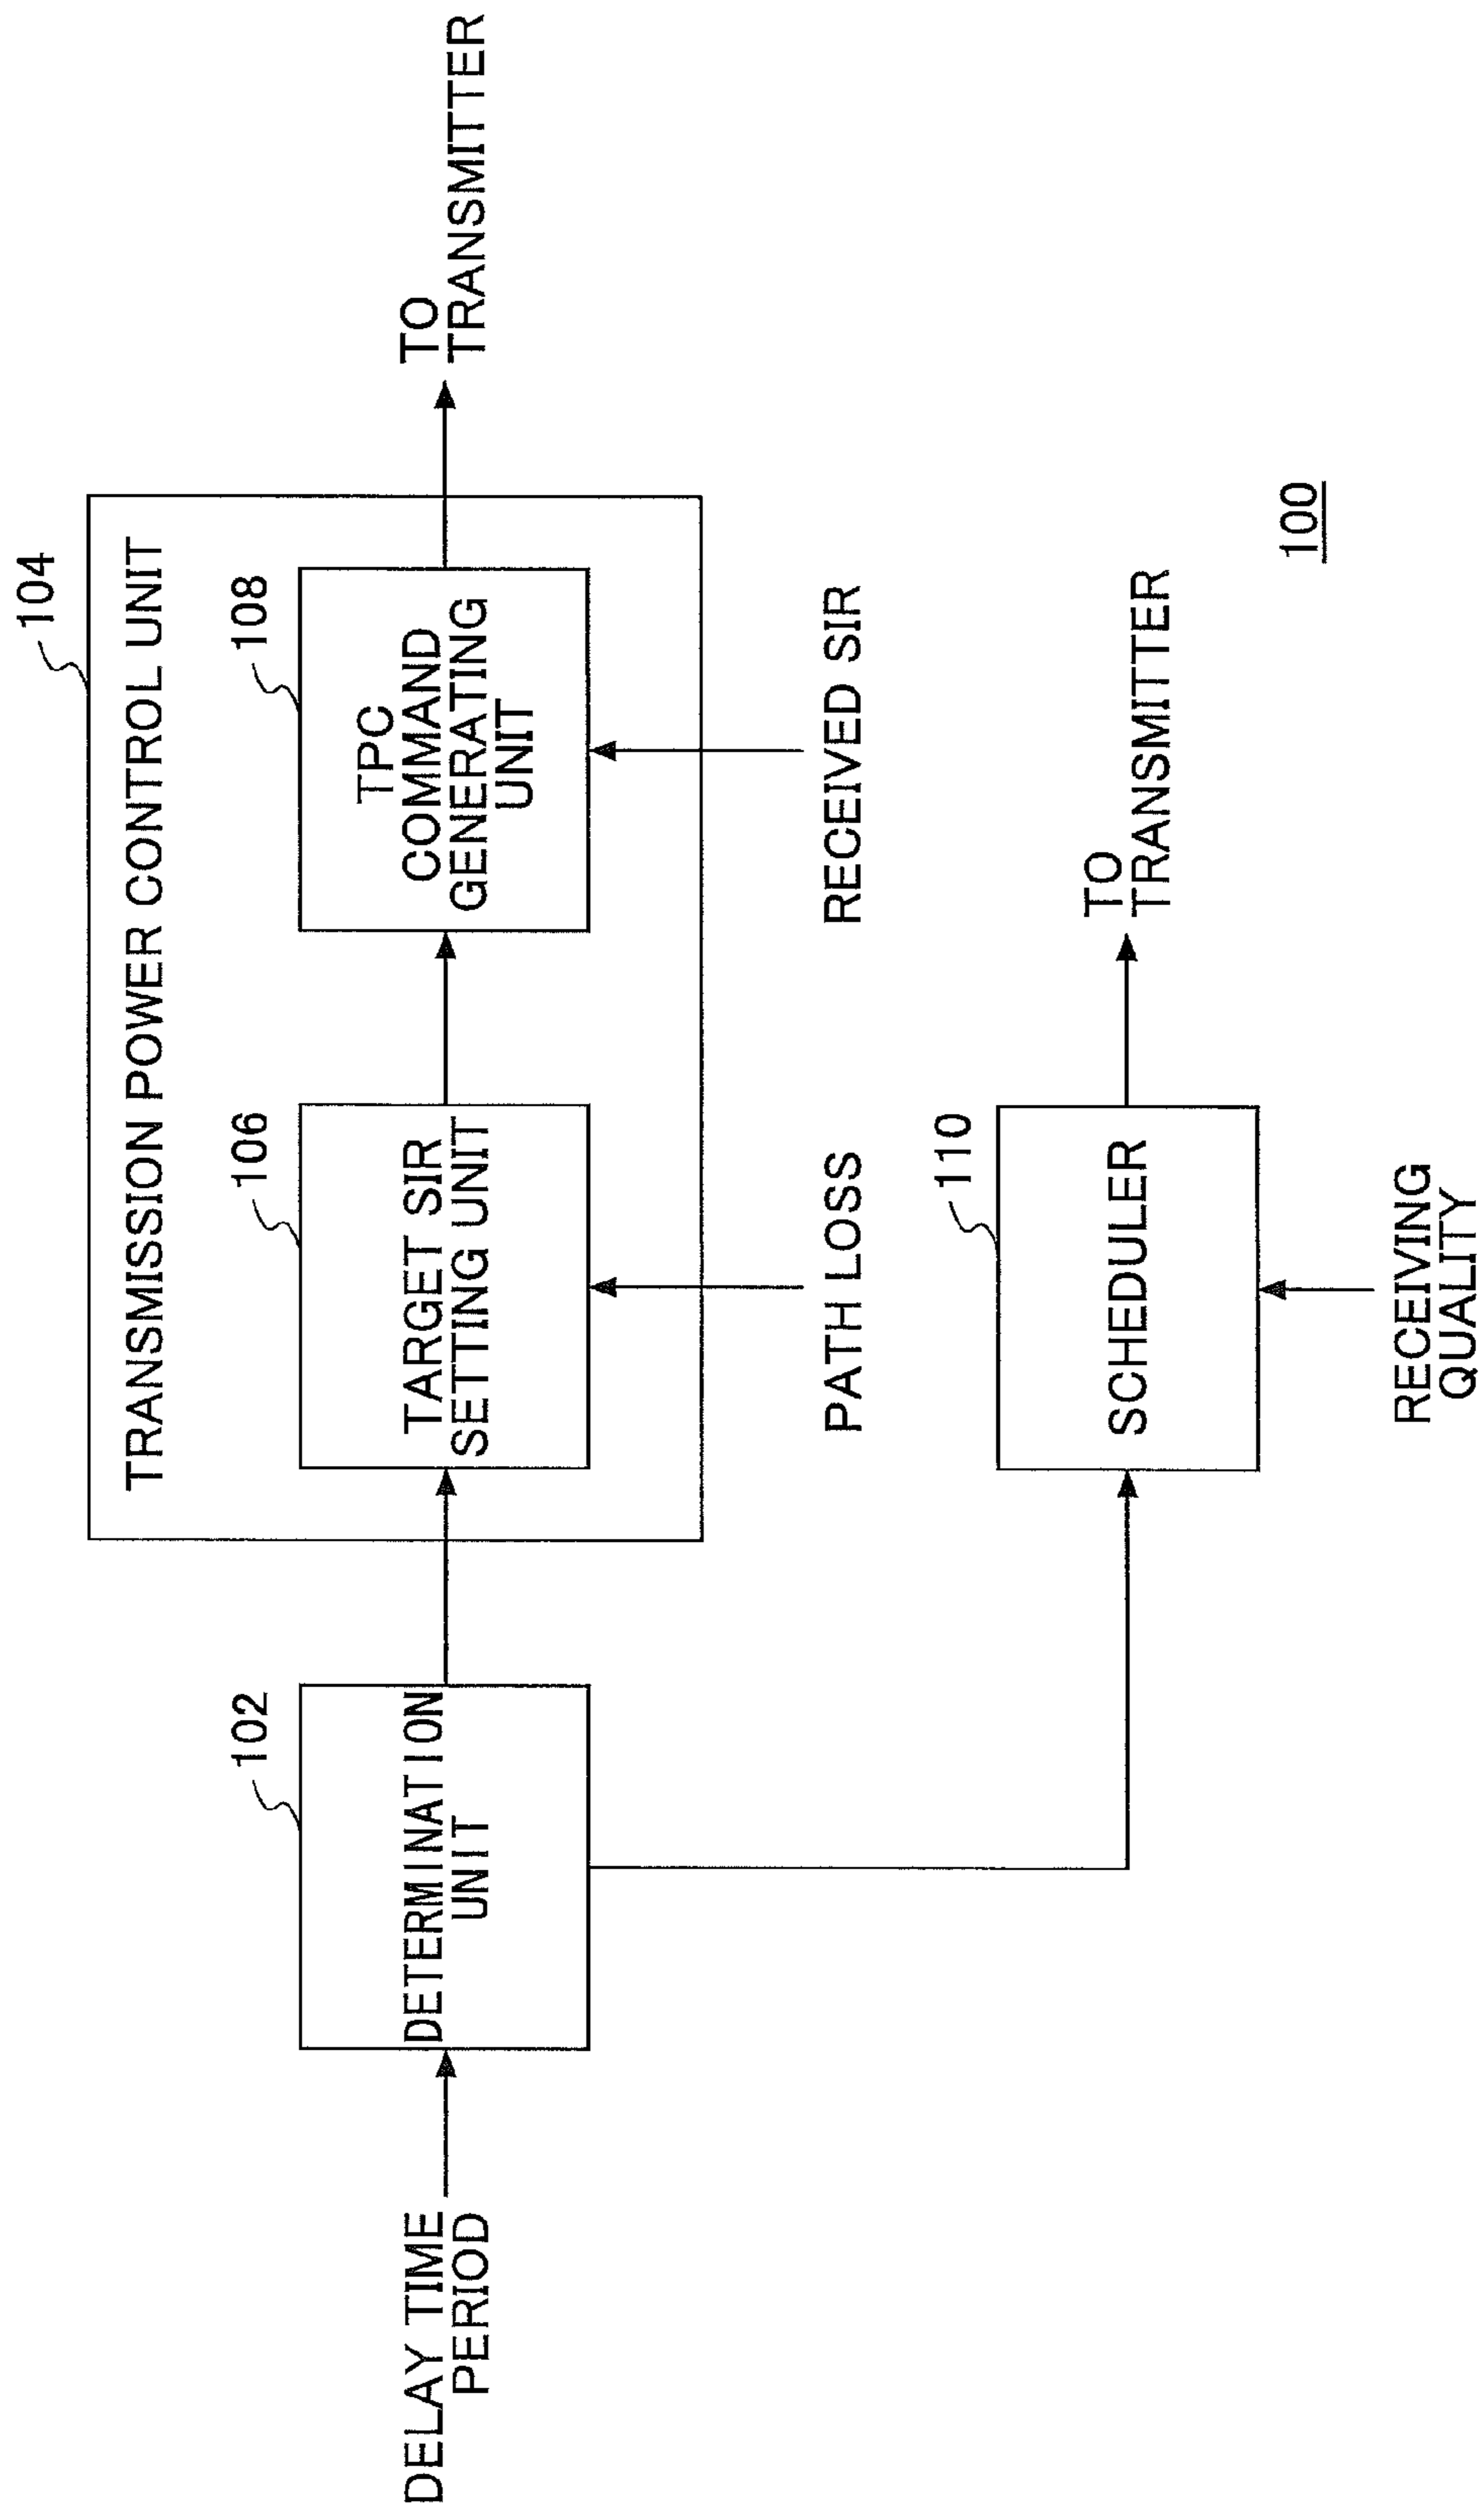 104
TRANSMISSION POWER CONTROL UNIT
102
106
108
DELAY TIME
PERIOD
DETERMINATION
UNIT
TARGET SIR
SETTING UNIT
TPC
COMMAND
GENERATING
UNIT
TO
TRANSMITTER
PATH LOSS
RECEIVED SIR
110
SCHEDULER
TO
TRANSMITTER
RECEIVING
QUALITY
100